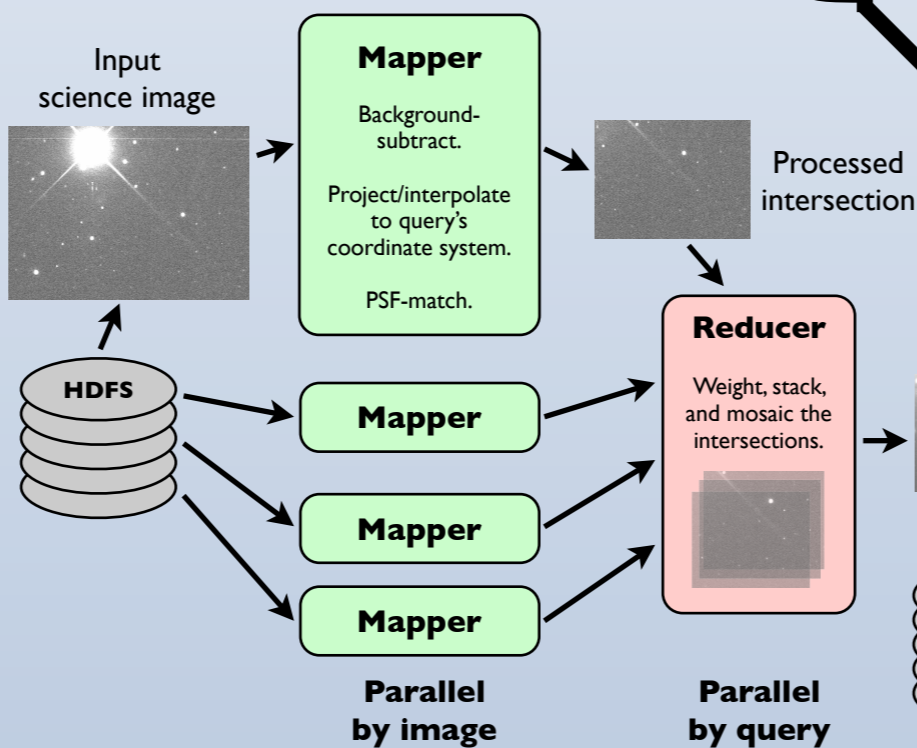 Input
science image
Mapper
Background-
subtract.
Project/interpolate
to query's
coordinate system.
PSF-match.
Processed
intersection
HDFS
Mapper
Mapper
Mapper
Reducer
Weight, stack,
and mosaic the
intersections.
Parallel
by image
Parallel
by query